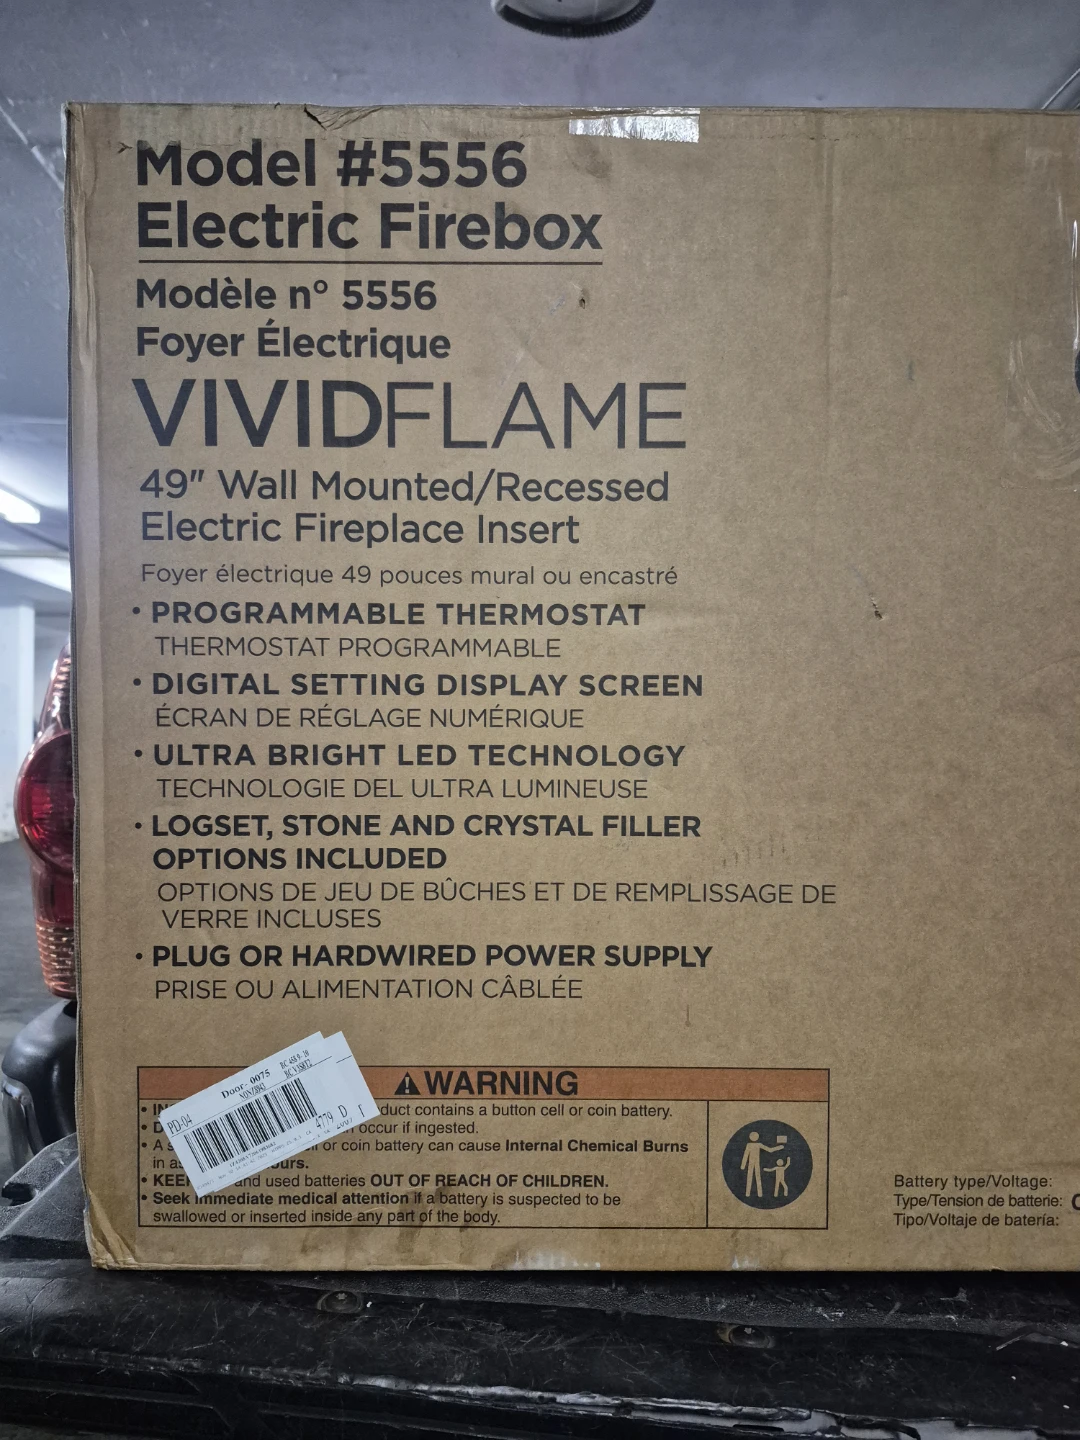 Model #5556
Electric Firebox
Modèle nº 5556
Foyer Électrique
VIVIDFLAME
49" Wall Mounted/Recessed
Electric Fireplace Insert
Foyer électrique 49 pouces mural ou encastré
• PROGRAMMABLE THERMOSTAT
THERMOSTAT PROGRAMMABLE
• DIGITAL SETTING DISPLAY SCREEN
ÉCRAN DE RÉGLAGE NUMÉRIQUE
• ULTRA BRIGHT LED TECHNOLOGY
TECHNOLOGIE DEL ULTRA LUMINEUSE
• LOGSET, STONE AND CRYSTAL FILLER
OPTIONS INCLUDED
OPTIONS DE JEU DE BÛCHES ET DE REMPLISSAGE DE
VERRE INCLUSES
• PLUG OR HARDWIRED POWER SUPPLY
PRISE OU ALIMENTATION CÂBLÉE
Door: 0075
PD-04
4779 D
WARNING
contains a button cell or coin battery.
occur if ingested.
• A or coin battery can cause Internal Chemical Burns
in
• and used batteries OUT OF REACH OF CHILDREN.
• Seek immediate medical attention if a battery is suspected to be
swallowed or inserted inside any part of the body.
Battery type/Voltage:
Type/Tension de batterie:
Tipo/Voltaje de batería: